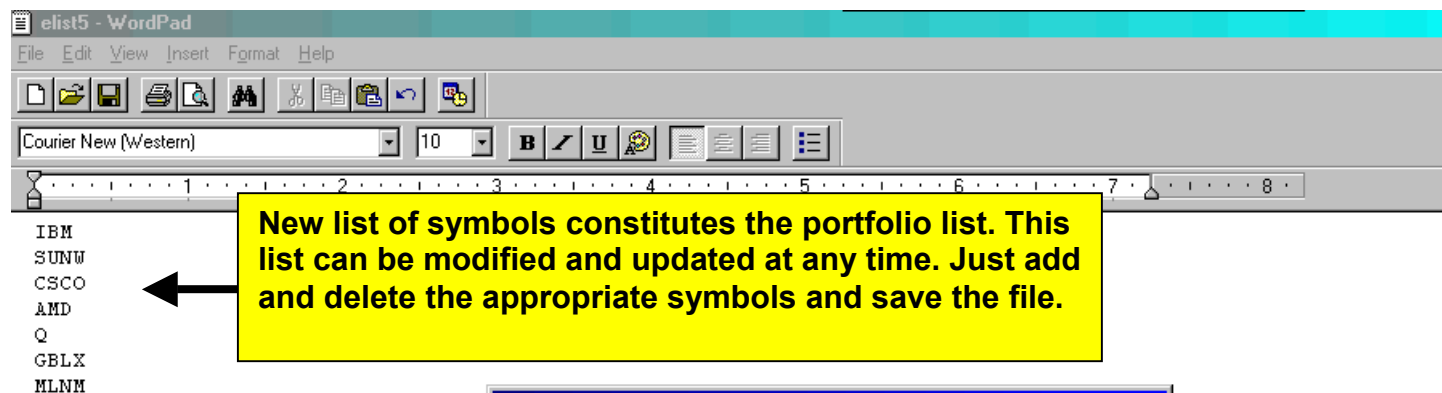 elist5 - WordPad
File Edit View Insert Format Help
Courier New (Western) 10 B I U
1 2 3 4 5 6 7 8
New list of symbols constitutes the portfolio list. This
list can be modified and updated at any time. Just add
and delete the appropriate symbols and save the file.
IBM
SUNW
CSCO
AMD
Q
GBLX
MLNM